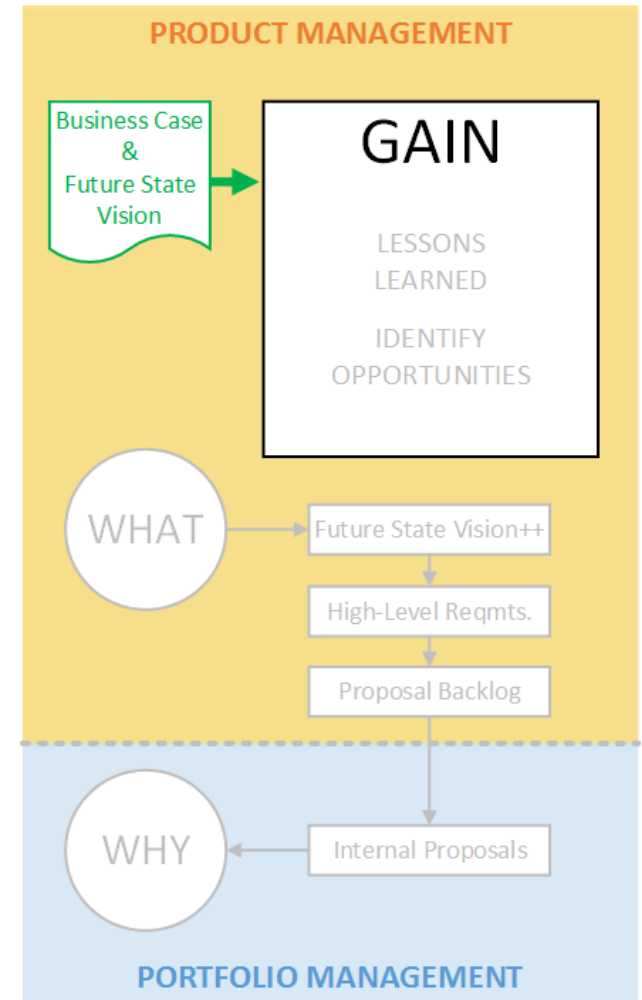 PRODUCT MANAGEMENT
Business Case
&
Future State
Vision
GAIN
LESSONS
LEARNED
IDENTIFY
OPPORTUNITIES
WHAT
Future State Vision++
High-Level Reqmts.
Proposal Backlog
WHY
Internal Proposals
PORTFOLIO MANAGEMENT